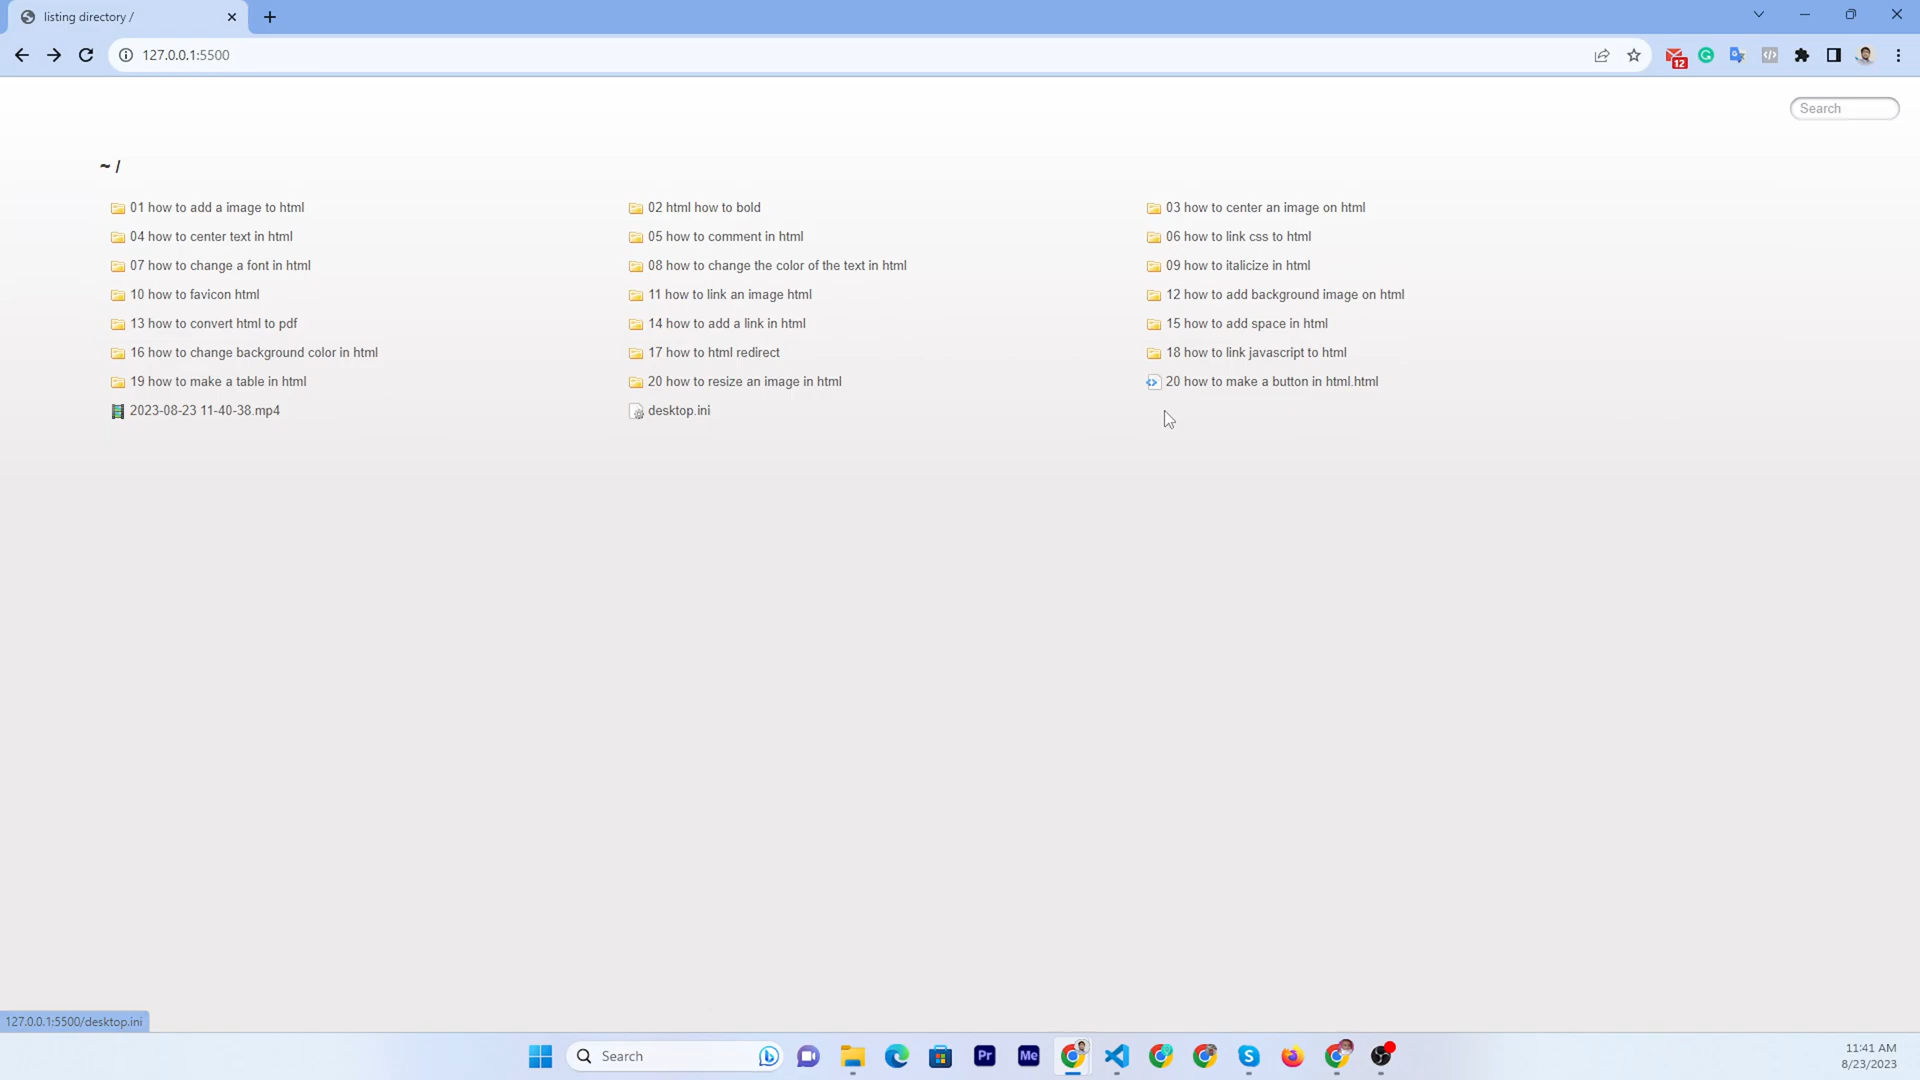 listing directory /
127.0.0.1:5500
12
Search
~ /
01 how to add a image to html
02 html how to bold
03 how to center an image on html
04 how to center text in html
05 how to comment in html
06 how to link css to html
07 how to change a font in html
08 how to change the color of the text in html
09 how to italicize in html
10 how to favicon html
11 how to link an image html
12 how to add background image on html
13 how to convert html to pdf
14 how to add a link in html
15 how to add space in html
16 how to change background color in html
17 how to html redirect
18 how to link javascript to html
19 how to make a table in html
20 how to resize an image in html
20 how to make a button in html.html
2023-08-23 11-40-38.mp4
desktop.ini
127.0.0.1:5500/desktop.ini
Search
Pr
Me
S
11:41 AM
8/23/2023